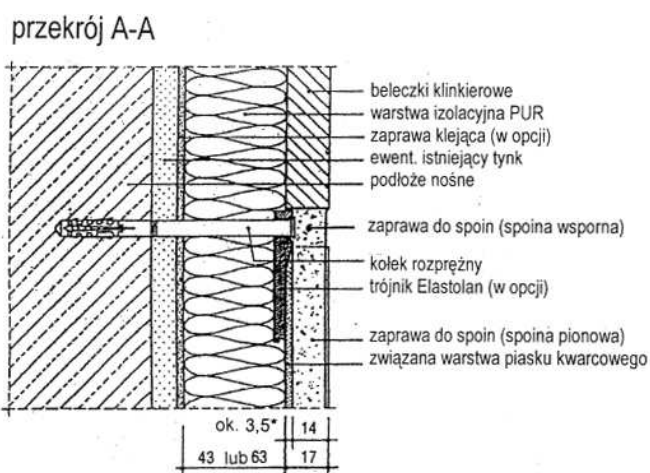 przekrój A-A
beleczki klinkierowe
warstwa izolacyjna PUR
zaprawa klejąca (w opcji)
ewent. istniejący tynk
podłoże nośne
zaprawa do spoin (spoina wsporna)
kołek rozprężny
trójnik Elastolan (w opcji)
zaprawa do spoin (spoina pionowa)
związana warstwa piasku kwarcowego
ok. 3,5* 14
43 lub 63 17